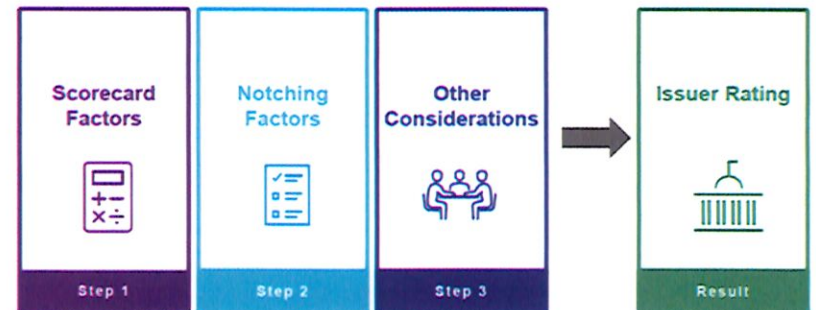 Scorecard
Factors
Step 1
Notching
Factors
Step 2
Other
Considerations
Step 3
Issuer Rating
Result